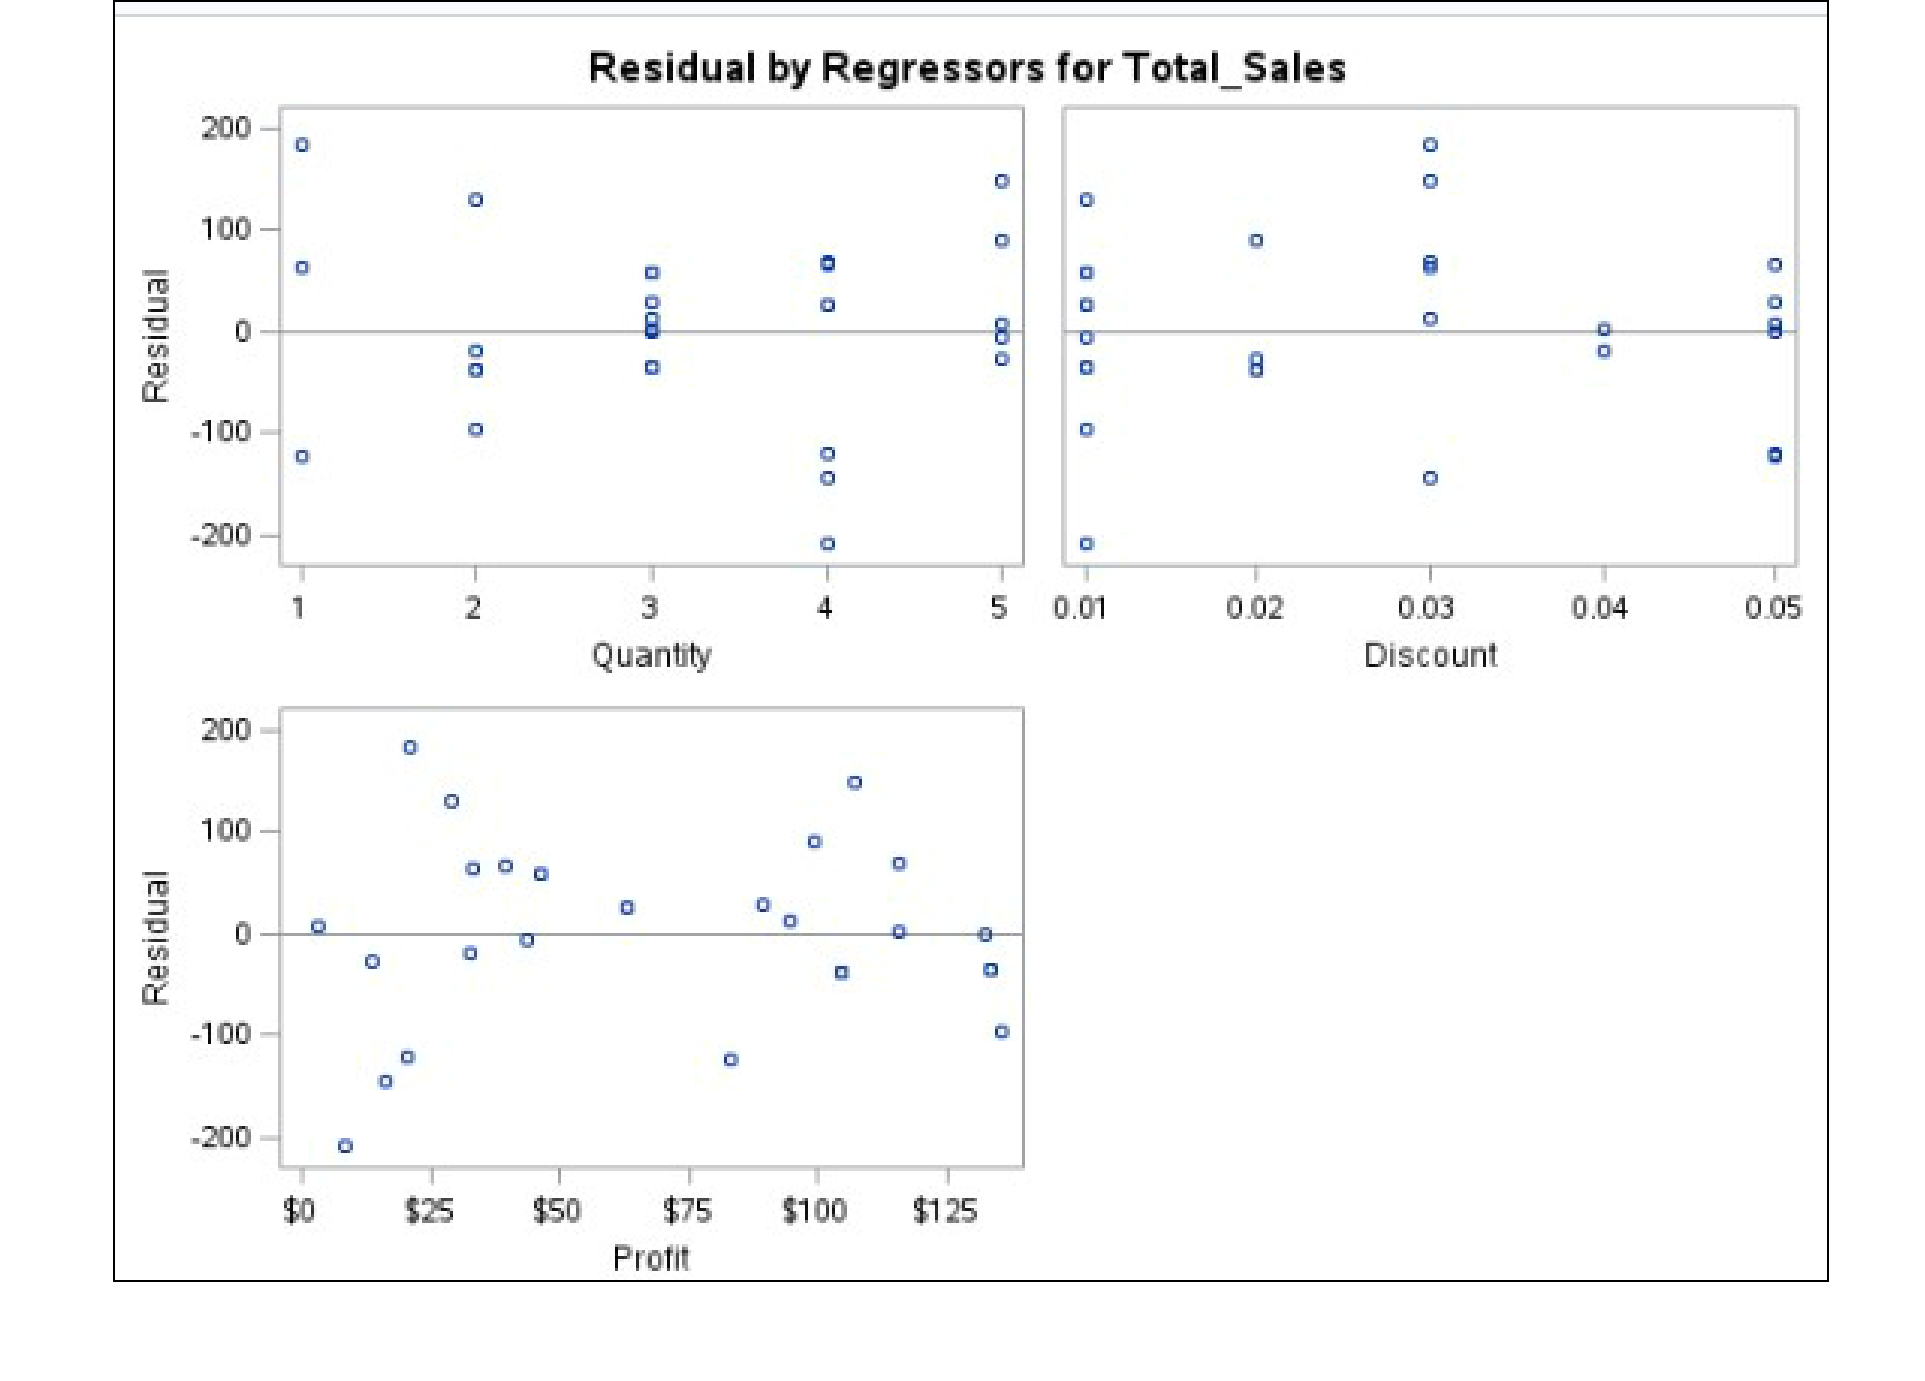 Residual by Regressors for Total_Sales
Residual
200
100
0
-100
-200
1 2 3 4 5
Quantity
0.01 0.02 0.03 0.04 0.05
Discount
Residual
200
100
0
-100
-200
$0 $25 $50 $75 $100 $125
Profit